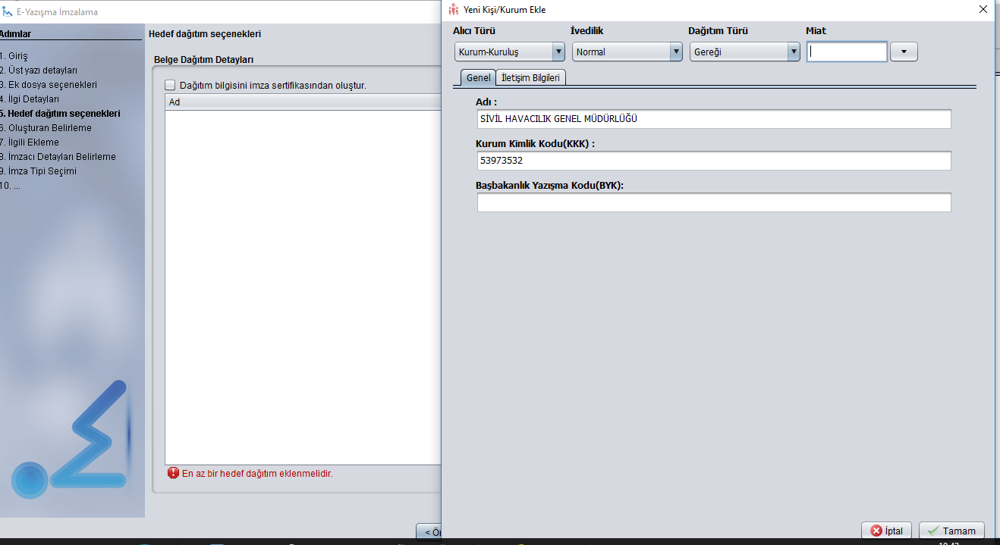 E-Yazışma İmzalama
Adımlar
1. Giriş
2. Üst yazı detayları
3. Ek dosya seçenekleri
4. İlgi Detayları
5. Hedef dağıtım seçenekleri
6. Oluşturan Belirleme
7. İlgili Ekleme
8. İmzacı Detayları Belirleme
9. İmza Tipi Seçimi
10. ...
Hedef dağıtım seçenekleri
Belge Dağıtım Detayları
Dağıtım bilgisini imza sertifikasından oluştur.
Ad
En az bir hedef dağıtım eklenmelidir.
Yeni Kişi/Kurum Ekle
Alıcı Türü İvedilik Dağıtım Türü Miat
Kurum-Kuruluş Normal Gereği
Genel İletişim Bilgileri
Adı :
SİVİL HAVACILIK GENEL MÜDÜRLÜĞÜ
Kurum Kimlik Kodu(KKK) :
53973532
Başbakanlık Yazışma Kodu(BYK):
İptal Tamam